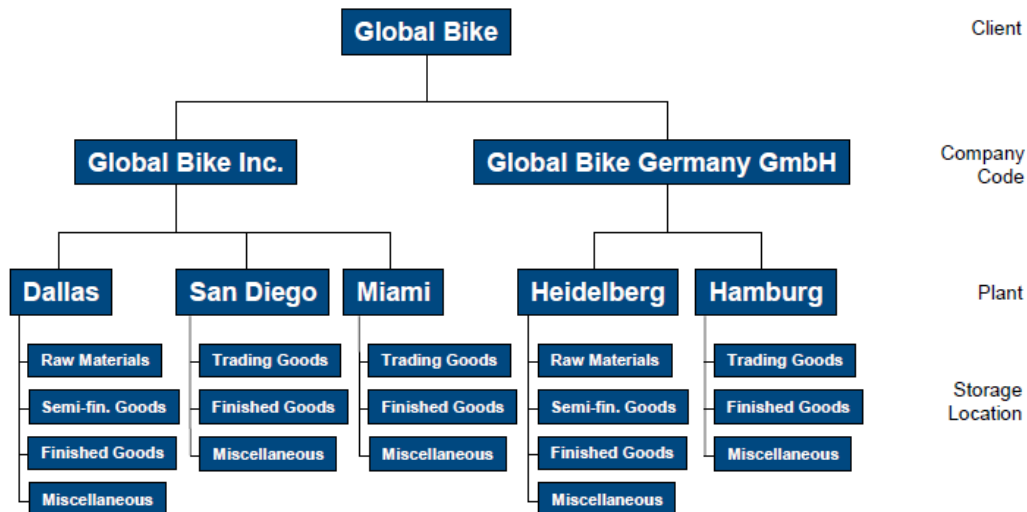 Global Bike
Client
Global Bike Inc.
Global Bike Germany GmbH
Company
Code
Dallas
San Diego
Miami
Heidelberg
Hamburg
Plant
Raw Materials
Trading Goods
Trading Goods
Raw Materials
Trading Goods
Semi-fin. Goods
Finished Goods
Finished Goods
Semi-fin. Goods
Finished Goods
Storage
Location
Finished Goods
Miscellaneous
Miscellaneous
Finished Goods
Miscellaneous
Miscellaneous
Miscellaneous